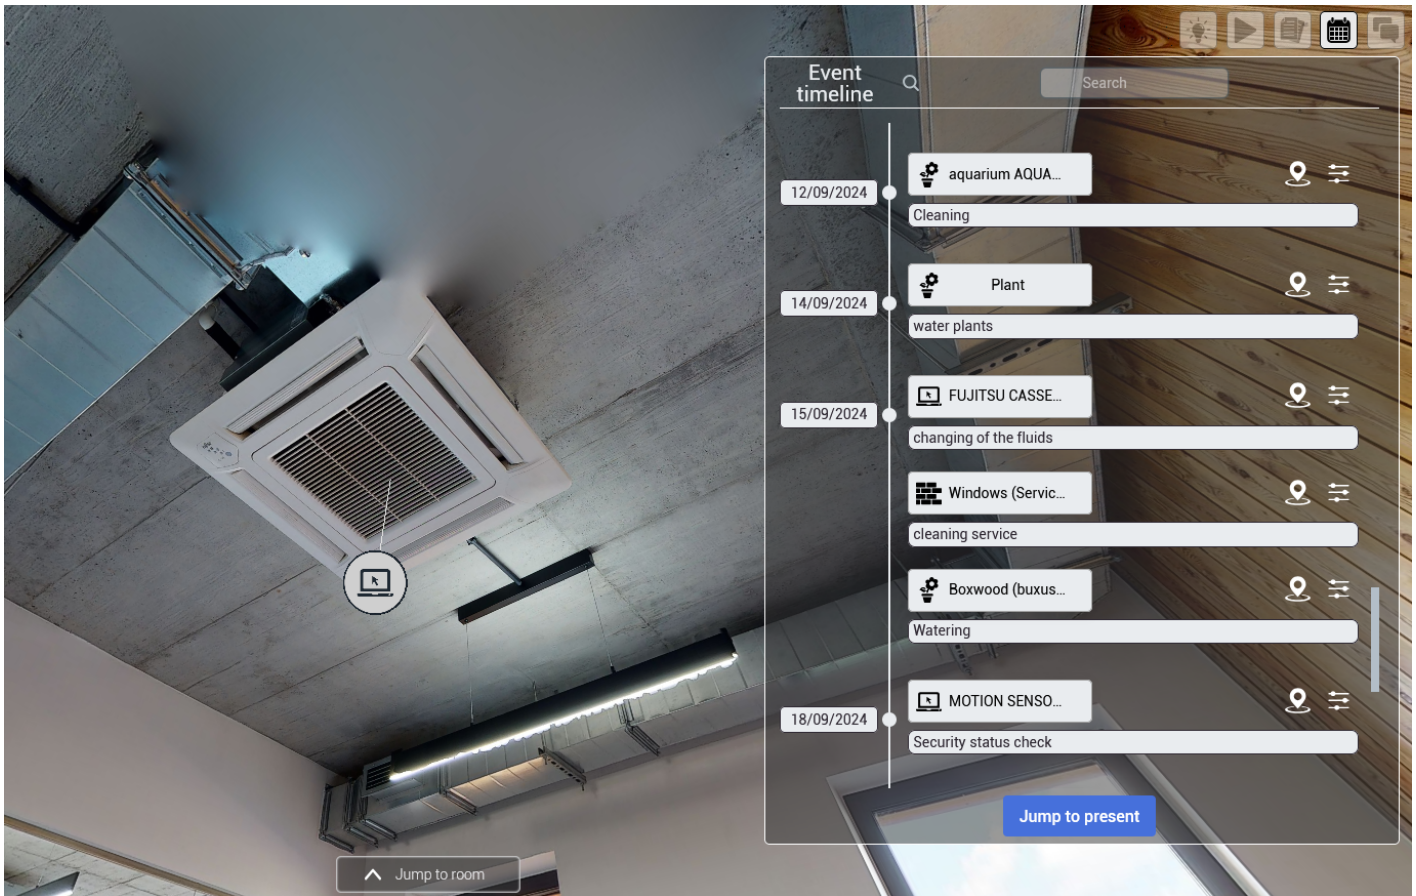 Event
timeline
Search
aquarium AQUA...
12/09/2024
Cleaning
Plant
14/09/2024
water plants
FUJITSU CASSE...
15/09/2024
changing of the fluids
Windows (Servic...
cleaning service
Boxwood (buxus...
Watering
MOTION SENSO...
18/09/2024
Security status check
Jump to present
Jump to room